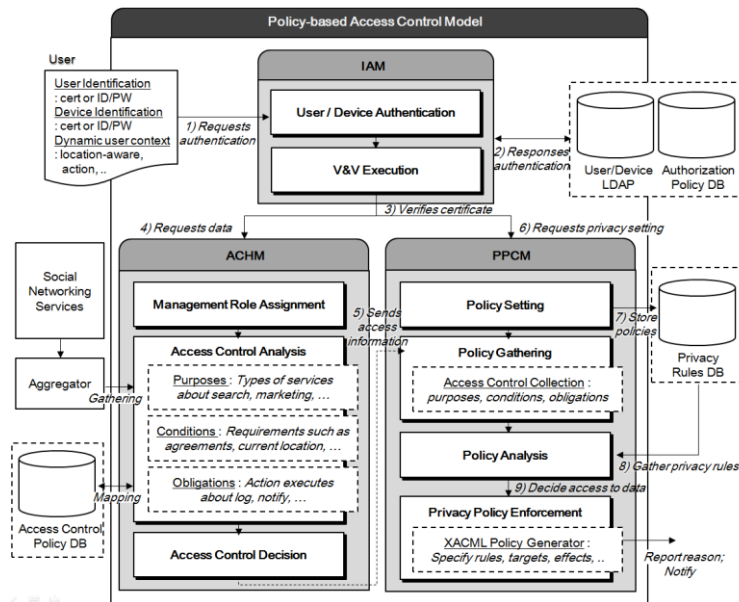 Policy-based Access Control Model
User
User Identification
: cert or ID/PW
Device Identification
: cert or ID/PW
Dynamic user context
: location-aware,
action, ..
1) Requests
authentication
IAM
User / Device Authentication
V&V Execution
2) Responses
authentication
User/Device
LDAP
Authorization
Policy DB
3) Verifies certificate
4) Requests data
6) Requests privacy setting
Social
Networking
Services
Aggregator
Gathering
Mapping
Access Control
Policy DB
ACHM
Management Role Assignment
Access Control Analysis
Purposes : Types of services
about search, marketing, ...
Conditions : Requirements such as
agreements, current location, ...
Obligations : Action executes
about log, notify, ...
Access Control Decision
5) Sends
access
information
PPCM
Policy Setting
Policy Gathering
Access Control Collection :
purposes, conditions, obligations
Policy Analysis
9) Decide access to data
Privacy Policy Enforcement
XACML Policy Generator :
Specify rules, targets, effects, ..
7) Store
policies
Privacy
Rules DB
8) Gather privacy rules
Report reason;
Notify